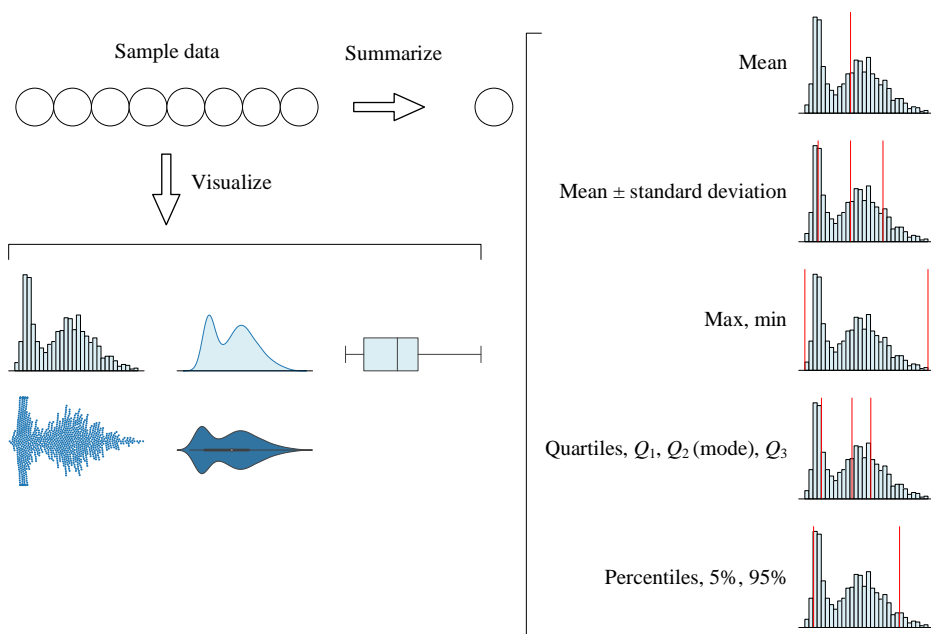 Sample data
Summarize
Visualize
Mean
Mean ± standard deviation
Max, min
Quartiles, Q1, Q2 (mode), Q3
Percentiles, 5%, 95%